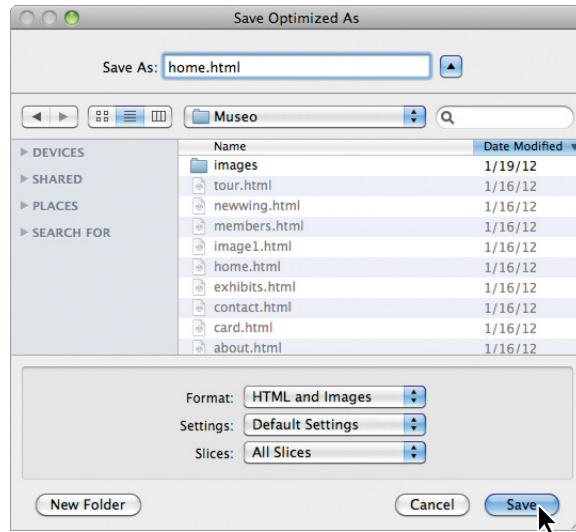 Save Optimized As
Save As: home.html
Museo
Name Date Modified
DEVICES
SHARED
PLACES
SEARCH FOR
images 1/19/12
tour.html 1/16/12
newwing.html 1/16/12
members.html 1/16/12
image1.html 1/16/12
home.html 1/16/12
exhibits.html 1/16/12
contact.html 1/16/12
card.html 1/16/12
about.html 1/16/12
Format: HTML and Images
Settings: Default Settings
Slices: All Slices
New Folder Cancel Save